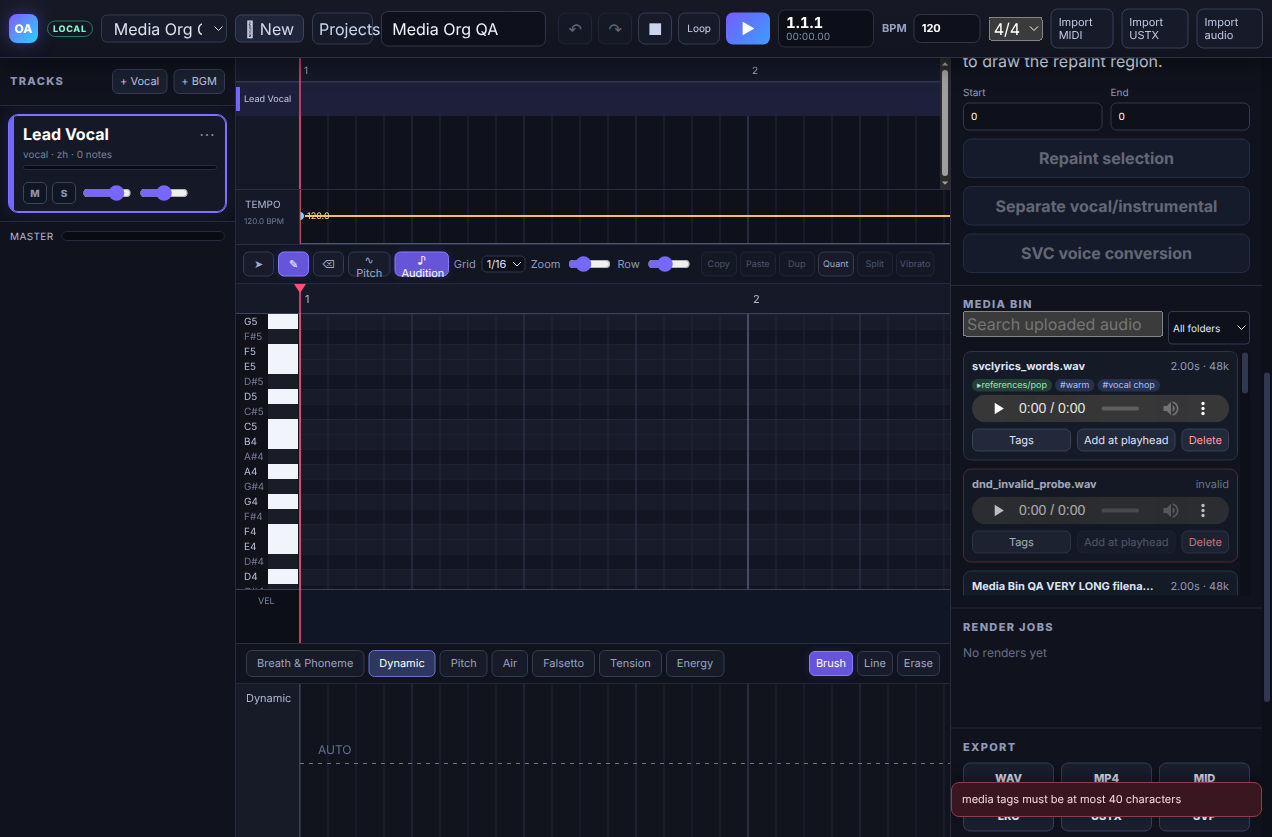 OA LOCAL Media Org C New Projects Media Org QA Loop 1.1.1 00:00.00 BPM 120 4/4 Import MIDI Import USTX Import audio
TRACKS + Vocal + BGM
Lead Vocal ...
vocal · zh · 0 notes
M S
MASTER
1 2
Lead Vocal
TEMPO
120.0 BPM
120.0
Pitch Audition Grid 1/16 Zoom Row Copy Paste Dup Quant Split Vibrato
1 2
G5
F#5
F5
E5
D#5
D5
C#5
C5
B4
A#4
A4
G#4
G4
F#4
F4
E4
D#4
D4
VEL
Breath & Phoneme Dynamic Pitch Air Falsetto Tension Energy Brush Line Erase
Dynamic
AUTO
to draw the repaint region.
Start End
0 0
Repaint selection
Separate vocal/instrumental
SVC voice conversion
MEDIA BIN
Search uploaded audio All folders
svclyrics_words.wav 2.00s · 48k
▸references/pop #warm #vocal chop
0:00 / 0:00
Tags Add at playhead Delete
dnd_invalid_probe.wav invalid
0:00 / 0:00
Tags Add at playhead Delete
Media Bin QA VERY LONG filena... 2.00s · 48k
RENDER JOBS
No renders yet
EXPORT
WAV MP4 MID
media tags must be at most 40 characters